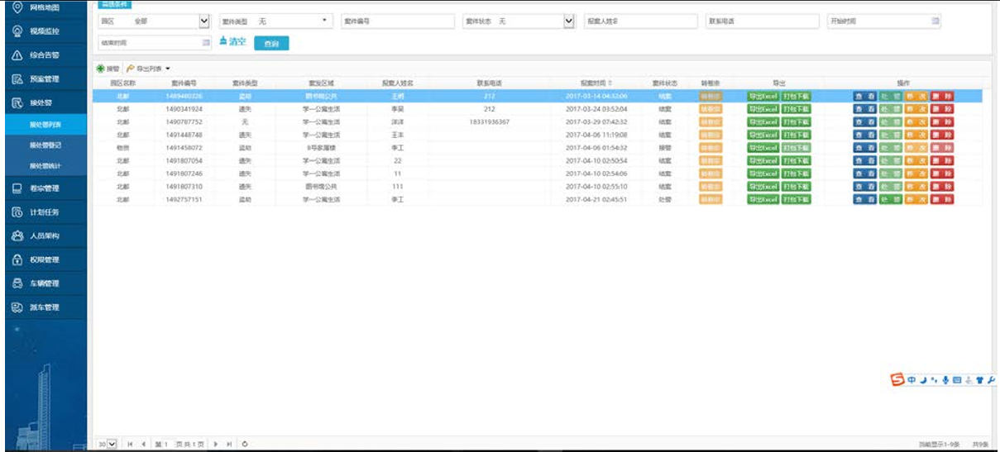 网格地图
视频监控
综合告警
预案管理
接处警
接处警列表
接处警登记
接处警统计
卷宗管理
计划任务
人员架构
权限管理
车辆管理
派车管理
筛选条件
园区 全部 案件类型 无 案件编号 案件状态 无 报案人姓名 联系电话 开始时间
结束时间 清空 查询
接警 导出列表
园区名称 案件编号 案件类型 案发区域 报案人姓名 联系电话 报案时间 案件状态 转卷宗 导出 操作
北邮 1489480326 盗窃 图书馆公共 王明 212 2017-03-14 04:32:06 结案 转卷宗 导出Excel 打包下载 查看 处警 修改 删除
北邮 1490341924 遗失 学一公寓生活 李昊 212 2017-03-24 03:52:04 结案 转卷宗 导出Excel 打包下载 查看 处警 修改 删除
北邮 1490787752 无 学一公寓生活 洋洋 18331936367 2017-03-29 07:42:32 结案 转卷宗 导出Excel 打包下载 查看 处警 修改 删除
北邮 1491448748 遗失 学一公寓生活 王丰 2017-04-06 11:19:08 结案 转卷宗 导出Excel 打包下载 查看 处警 修改 删除
物资 1491458072 盗窃 8号家属楼 李工 2017-04-06 01:54:32 接警 转卷宗 导出Excel 打包下载 查看 处警 修改 删除
北邮 1491807054 遗失 学一公寓生活 22 2017-04-10 02:50:54 结案 转卷宗 导出Excel 打包下载 查看 处警 修改 删除
北邮 1491807246 遗失 学一公寓生活 11 2017-04-10 02:54:06 结案 转卷宗 导出Excel 打包下载 查看 处警 修改 删除
北邮 1491807310 遗失 图书馆公共 111 2017-04-10 02:55:10 结案 转卷宗 导出Excel 打包下载 查看 处警 修改 删除
北邮 1492757151 盗窃 学一公寓生活 李工 2017-04-21 02:45:51 处警 转卷宗 导出Excel 打包下载 查看 处警 修改 删除
中
30 第 1 页 共 1 页 当前显示1-9条 共9条